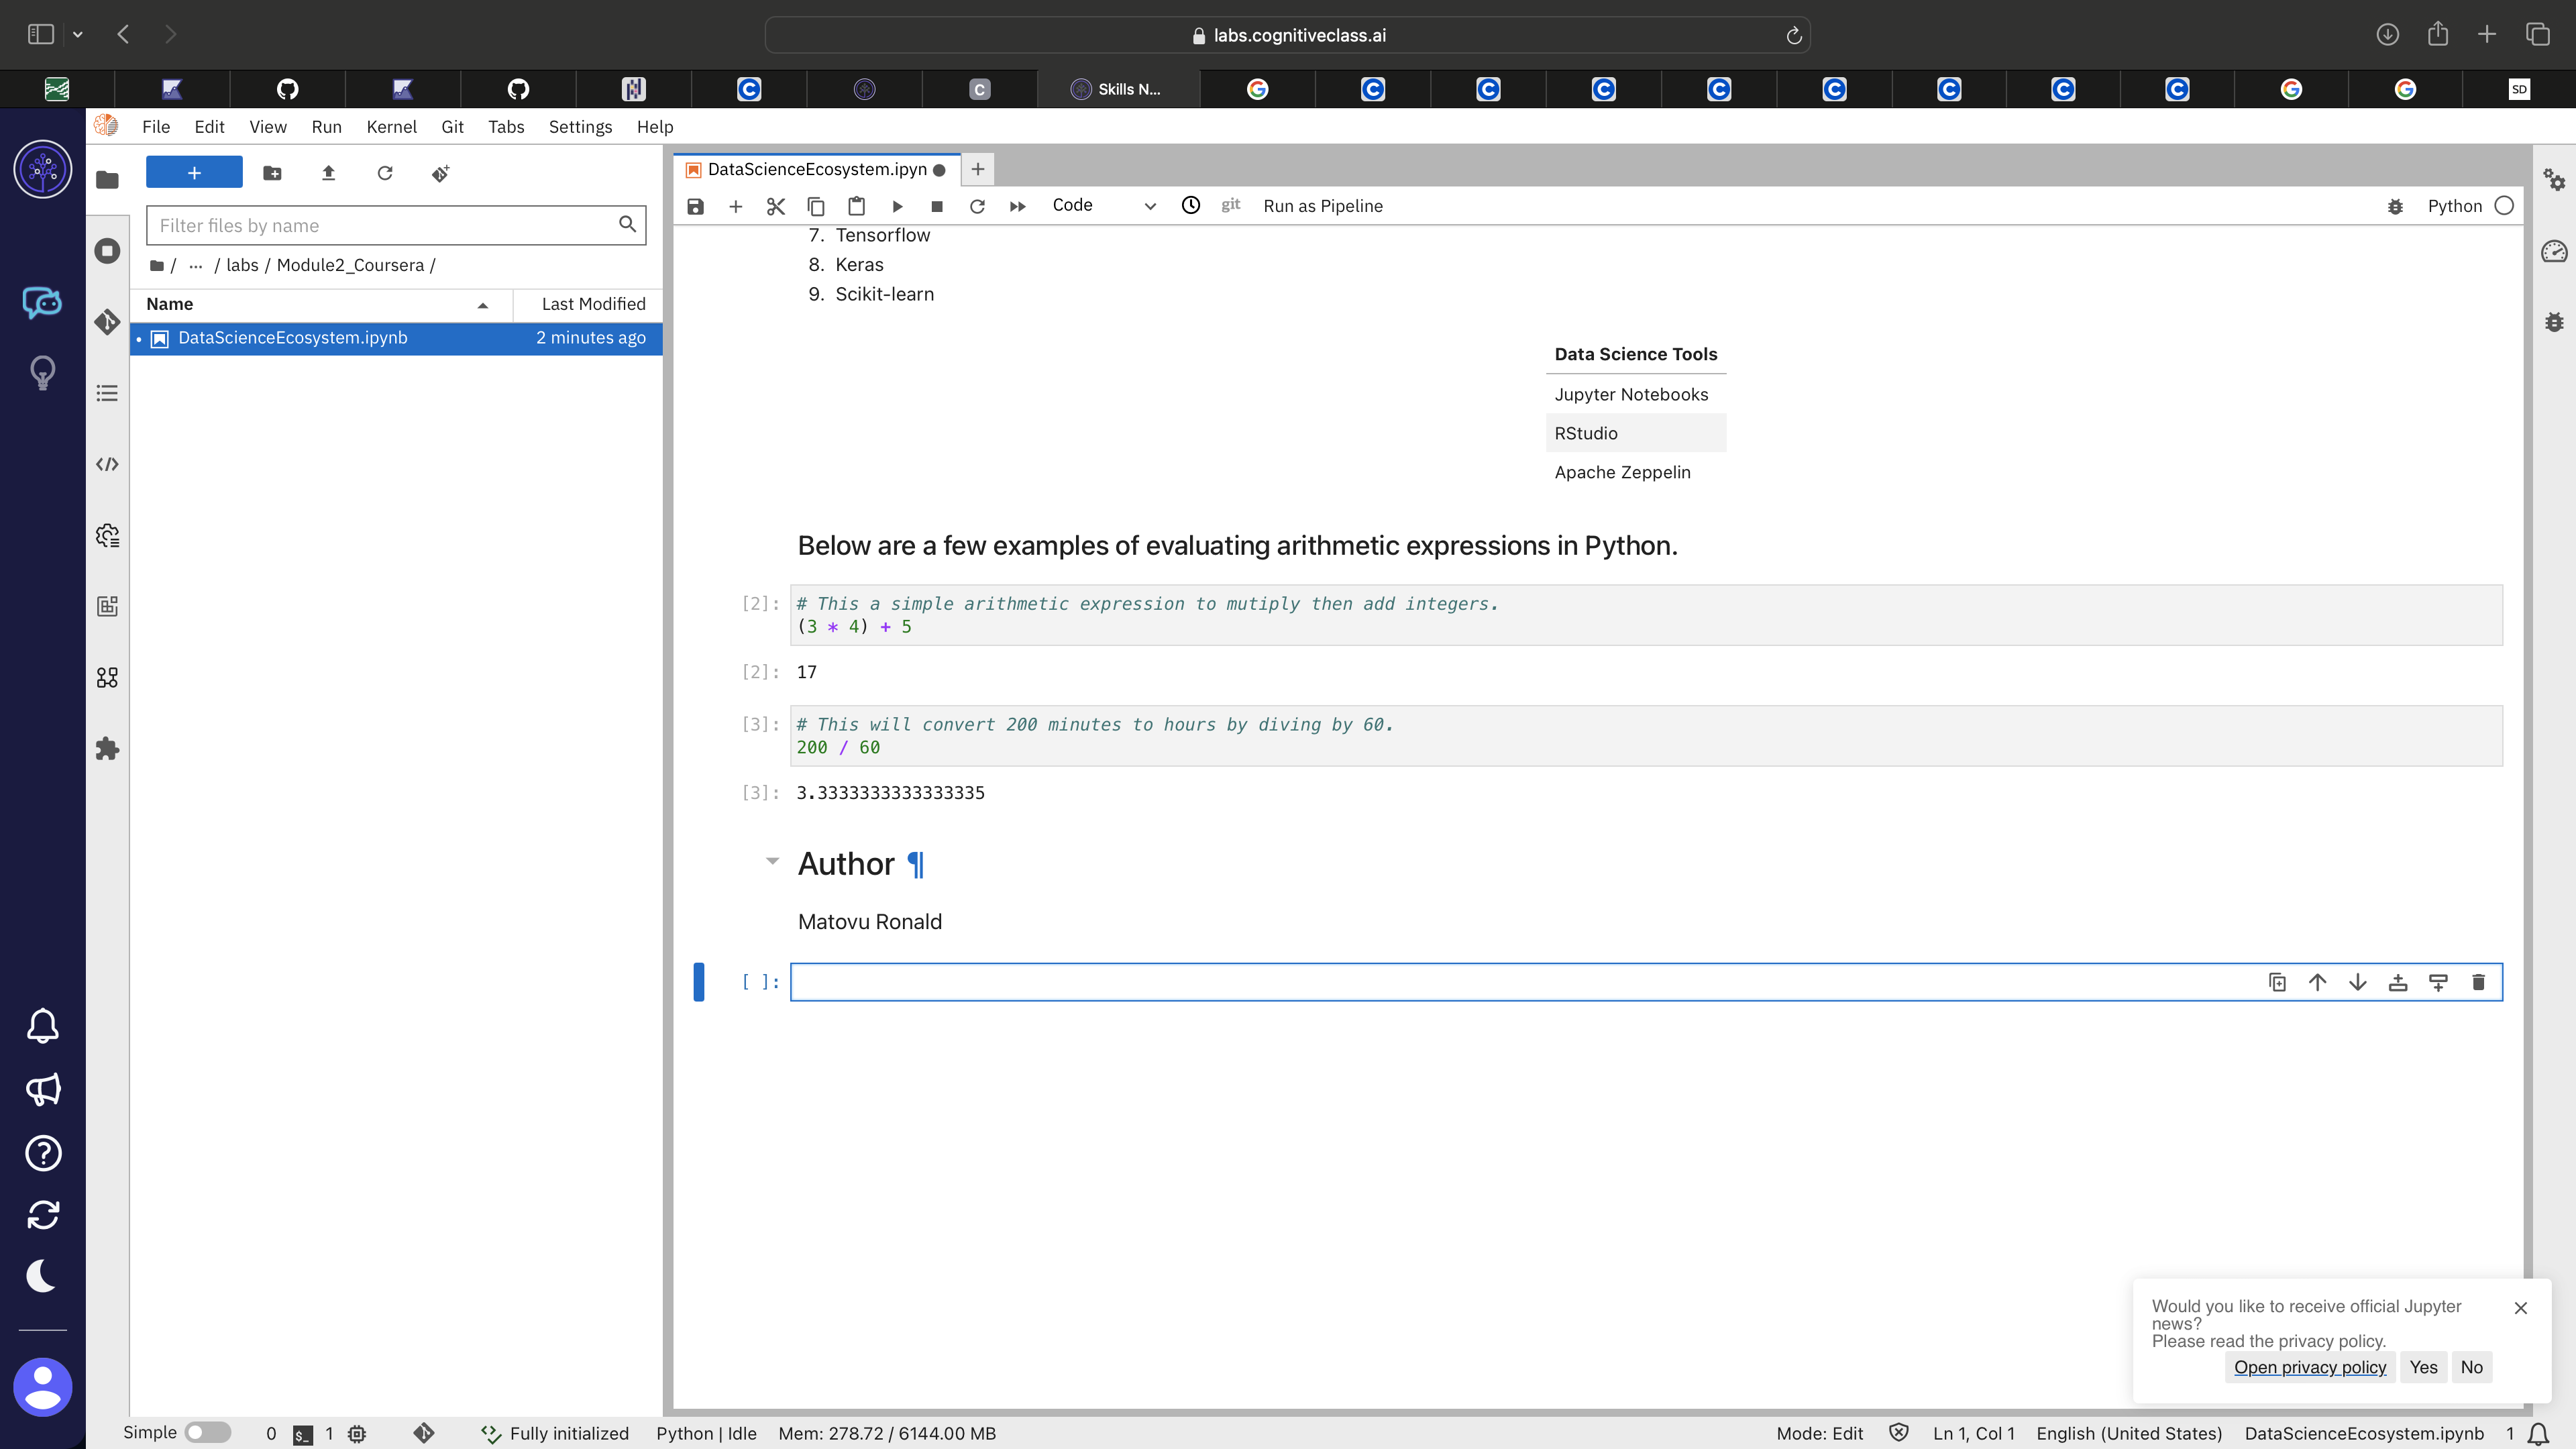 labs.cognitiveclass.ai
C
Skills N...
SD
File Edit View Run Kernel Git Tabs Settings Help
DataScienceEcosystem.ipyn
Code
git
Run as Pipeline
Python
Filter files by name
/ ... / labs / Module2_Coursera /
Name
Last Modified
DataScienceEcosystem.ipynb
2 minutes ago
7. Tensorflow
8. Keras
9. Scikit-learn
Data Science Tools
Jupyter Notebooks
RStudio
Apache Zeppelin
Below are a few examples of evaluating arithmetic expressions in Python.
[2]: # This a simple arithmetic expression to mutiply then add integers.
(3 * 4) + 5
[2]: 17
[3]: # This will convert 200 minutes to hours by diving by 60.
200 / 60
[3]: 3.3333333333333335
Author ¶
Matovu Ronald
[ ]:
Would you like to receive official Jupyter
news?
Please read the privacy policy.
Open privacy policy
Yes
No
Simple
0
$_
1
Fully initialized
Python | Idle
Mem: 278.72 / 6144.00 MB
Mode: Edit
Ln 1, Col 1
English (United States)
DataScienceEcosystem.ipynb
1